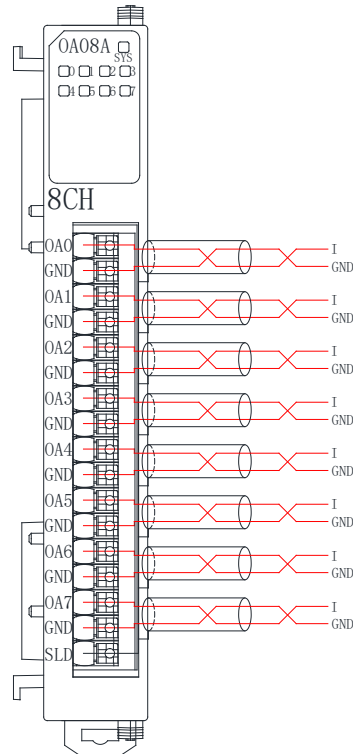 OA08A
SYS
0 1 2 3
4 5 6 7
8CH
OA0 I
GND GND
OA1 I
GND GND
OA2 I
GND GND
OA3 I
GND GND
OA4 I
GND GND
OA5 I
GND GND
OA6 I
GND GND
OA7 I
GND GND
SLD